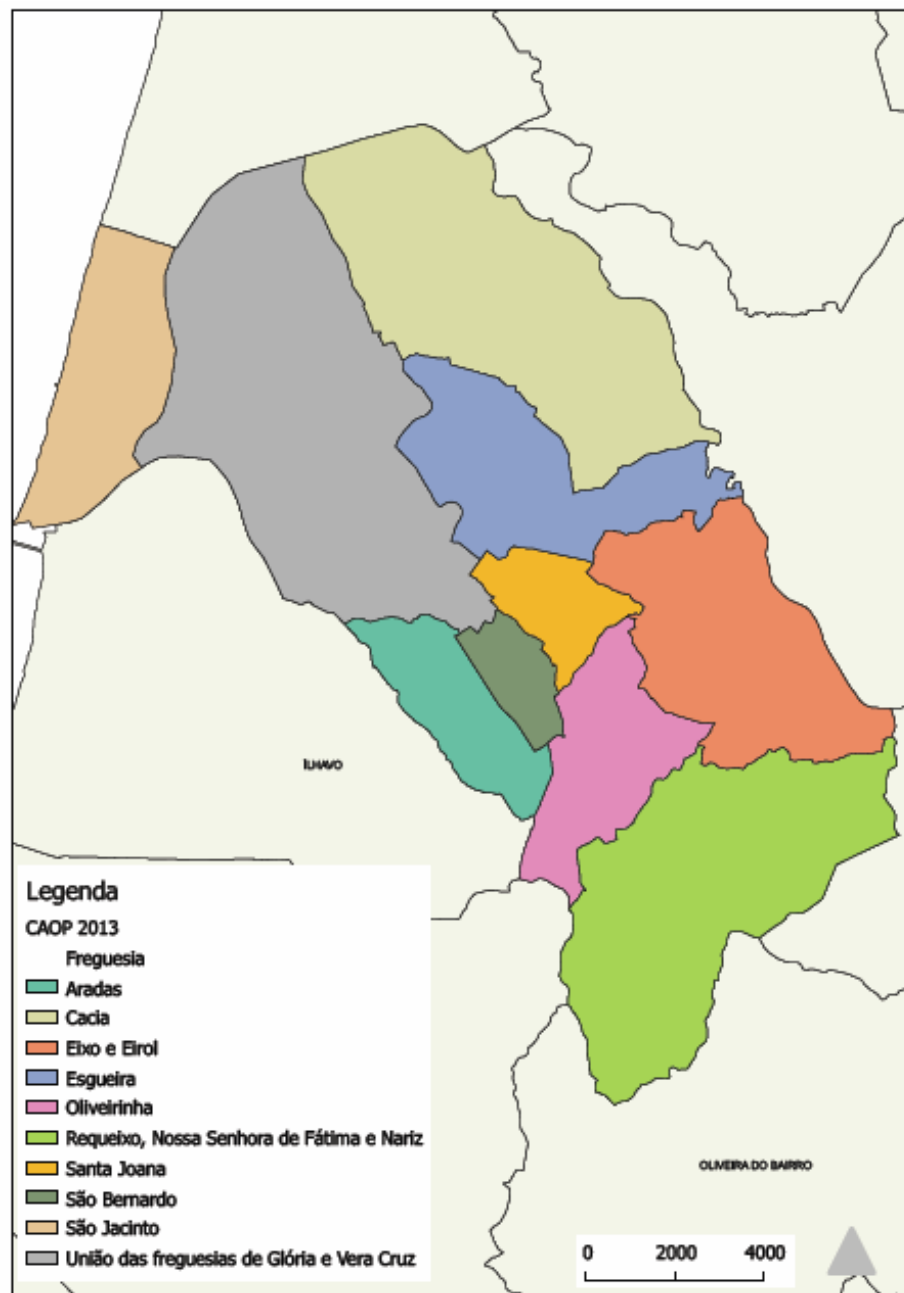 ÍLHAVO
Legenda
CAOP 2013
Freguesia
Aradas
Cacia
Eixo e Eirol
Esgueira
Oliveirinha
Requeixo, Nossa Senhora de Fátima e Nariz
Santa Joana
São Bernardo
São Jacinto
União das freguesias de Glória e Vera Cruz
OLIVEIRA DO BAIRRO
0 2000 4000